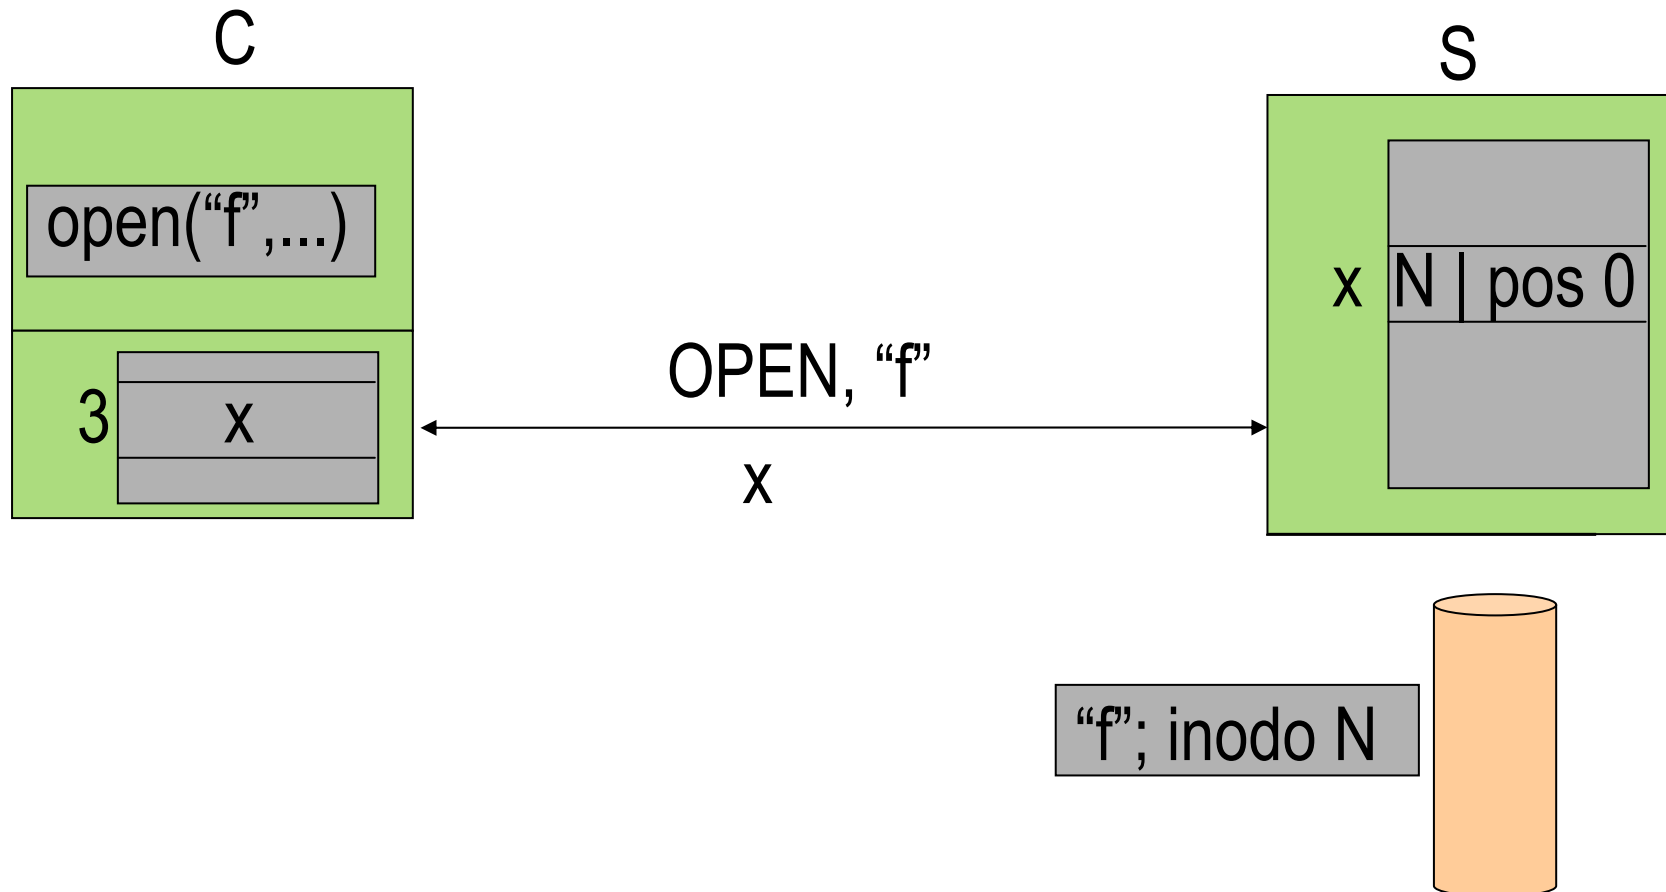 C
S
open(“f”,...)
x N | pos 0
OPEN, “f”
3 x
x
“f”; inodo N